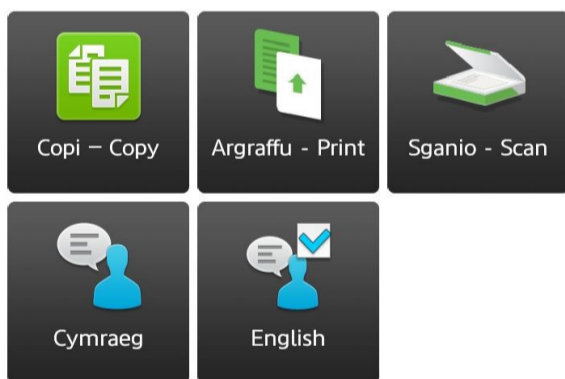 Copi – Copy
Argraffu - Print
Sganio - Scan
Cymraeg
English